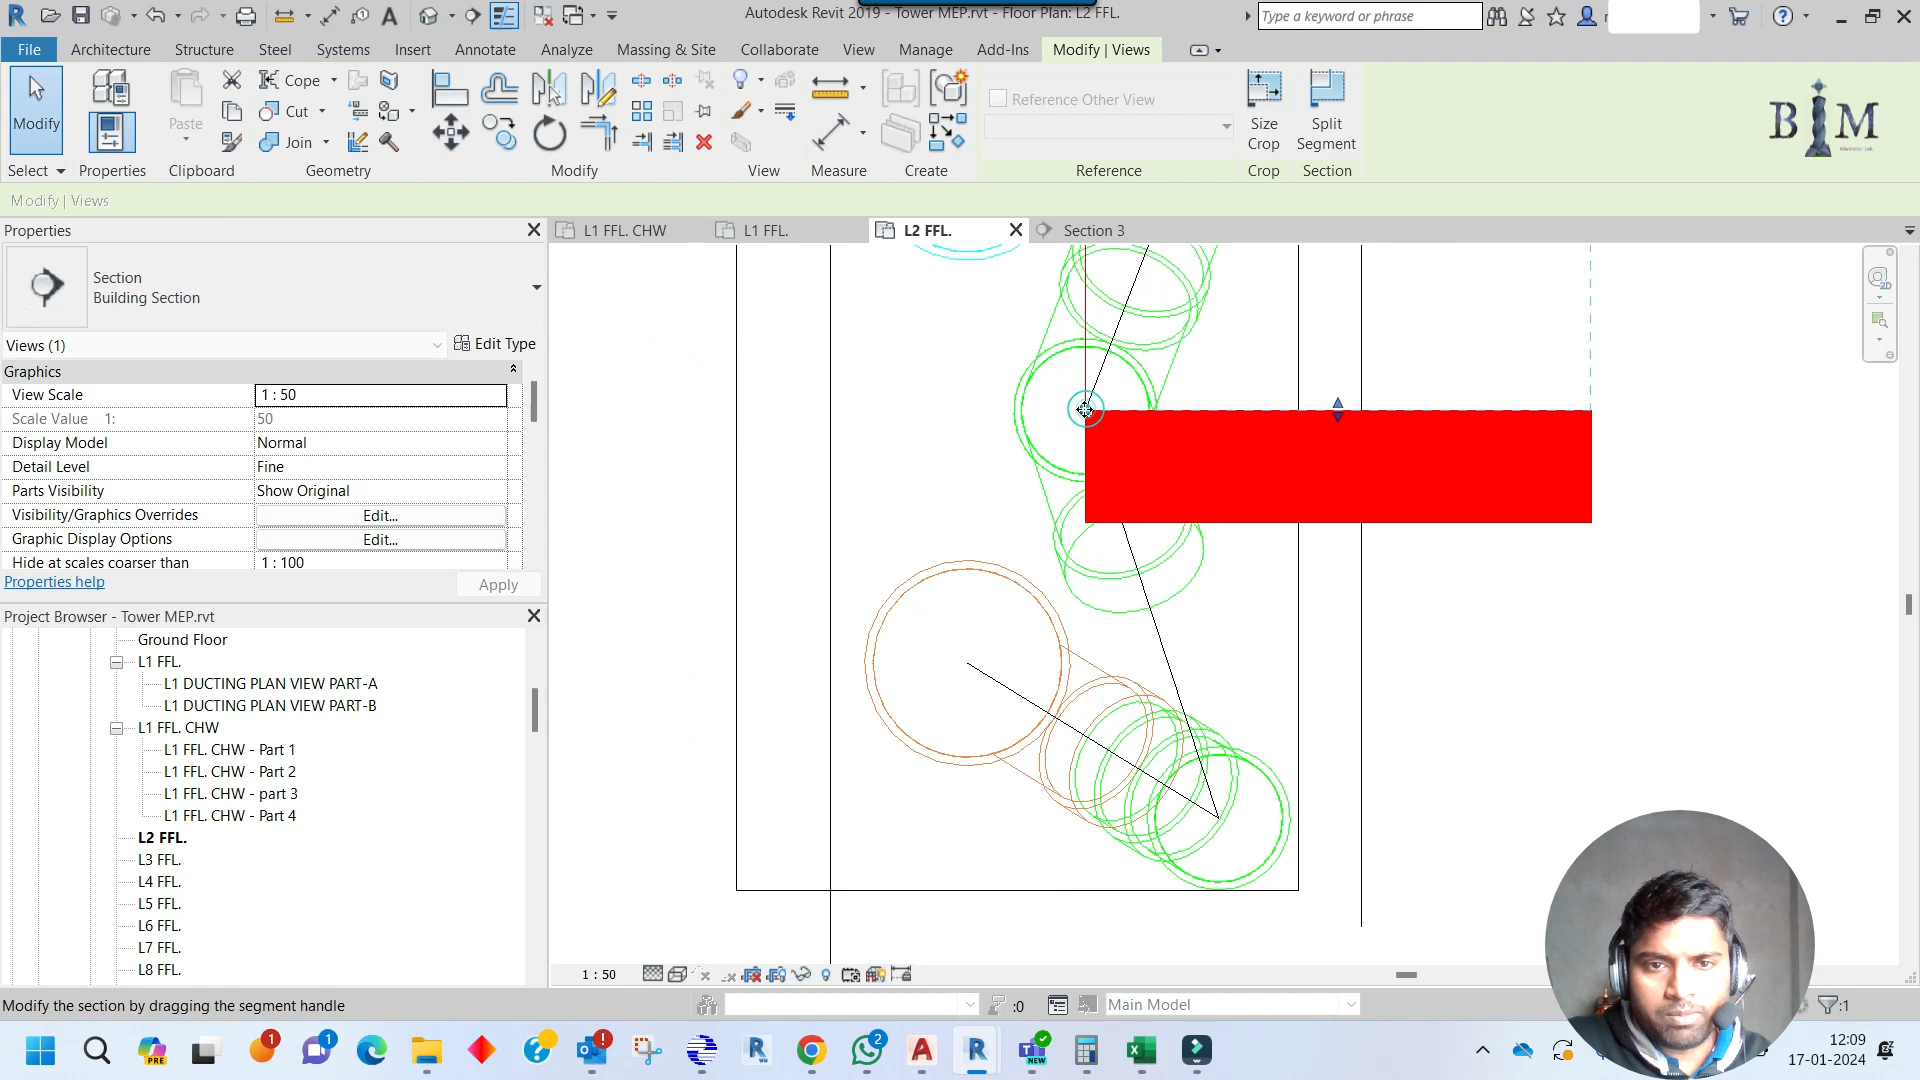 Autodesk Revit 2019 - Tower MEP.rvt - Floor Plan: L2 FFL.
Type a keyword or phrase
File Architecture Structure Steel Systems Insert Annotate Analyze Massing & Site Collaborate View Manage Add-Ins Modify | Views
Modify
Paste
Cope
Cut
Join
Reference Other View
Size Crop
Split Segment
BIM
Select Properties Clipboard Geometry Modify View Measure Create Reference Crop Section
Modify | Views
Properties
L1 FFL. CHW L1 FFL. L2 FFL. Section 3
Section
Building Section
Views (1) Edit Type
Graphics
View Scale 1 : 50
Scale Value 1: 50
Display Model Normal
Detail Level Fine
Parts Visibility Show Original
Visibility/Graphics Overrides Edit...
Graphic Display Options Edit...
Hide at scales coarser than 1 : 100
Properties help Apply
Project Browser - Tower MEP.rvt
Ground Floor
L1 FFL.
L1 DUCTING PLAN VIEW PART-A
L1 DUCTING PLAN VIEW PART-B
L1 FFL. CHW
L1 FFL. CHW - Part 1
L1 FFL. CHW - Part 2
L1 FFL. CHW - part 3
L1 FFL. CHW - Part 4
L2 FFL.
L3 FFL.
L4 FFL.
L5 FFL.
L6 FFL.
L7 FFL.
L8 FFL.
2D
1 : 50
Modify the section by dragging the segment handle
:0
Main Model
:1
PRE
1
1
2
NEW
12:09
17-01-2024